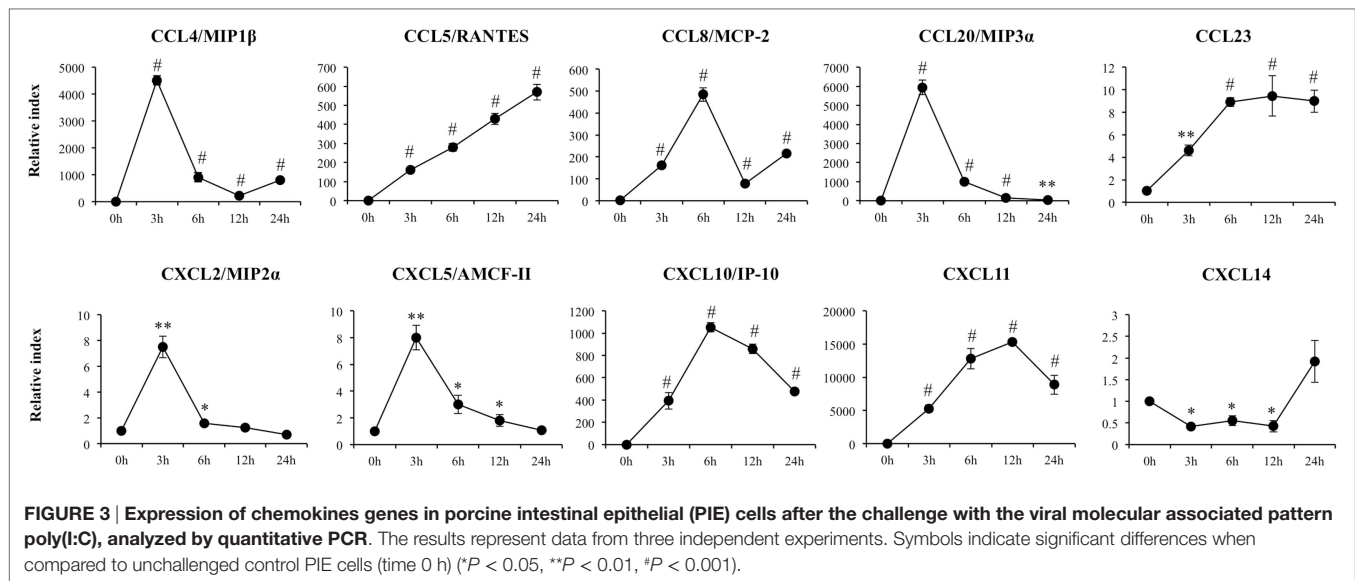 CCL4/MIP1β CCL5/RANTES CCL8/MCP-2 CCL20/MIP3α CCL23
Relative index
5000
4000
3000
2000
1000
0
# # # #
0h 3h 6h 12h 24h
700
600
500
400
300
200
100
0
# # # #
0h 3h 6h 12h 24h
600
500
400
300
200
100
0
# # # #
0h 3h 6h 12h 24h
7000
6000
5000
4000
3000
2000
1000
0
# # # **
0h 3h 6h 12h 24h
12
10
8
6
4
2
0
** # # #
0h 3h 6h 12h 24h
CXCL2/MIP2α CXCL5/AMCF-II CXCL10/IP-10 CXCL11 CXCL14
Relative index
10
8
6
4
2
0
** *
0h 3h 6h 12h 24h
10
8
6
4
2
0
** * *
0h 3h 6h 12h 24h
1200
1000
800
600
400
200
0
# # # #
0h 3h 6h 12h 24h
20000
15000
10000
5000
0
# # # #
0h 3h 6h 12h 24h
3
2.5
2
1.5
1
0.5
0
* * *
0h 3h 6h 12h 24h
FIGURE 3 | Expression of chemokines genes in porcine intestinal epithelial (PIE) cells after the challenge with the viral molecular associated pattern
poly(I:C), analyzed by quantitative PCR. The results represent data from three independent experiments. Symbols indicate significant differences when
compared to unchallenged control PIE cells (time 0 h) (*P < 0.05, **P < 0.01, #P < 0.001).